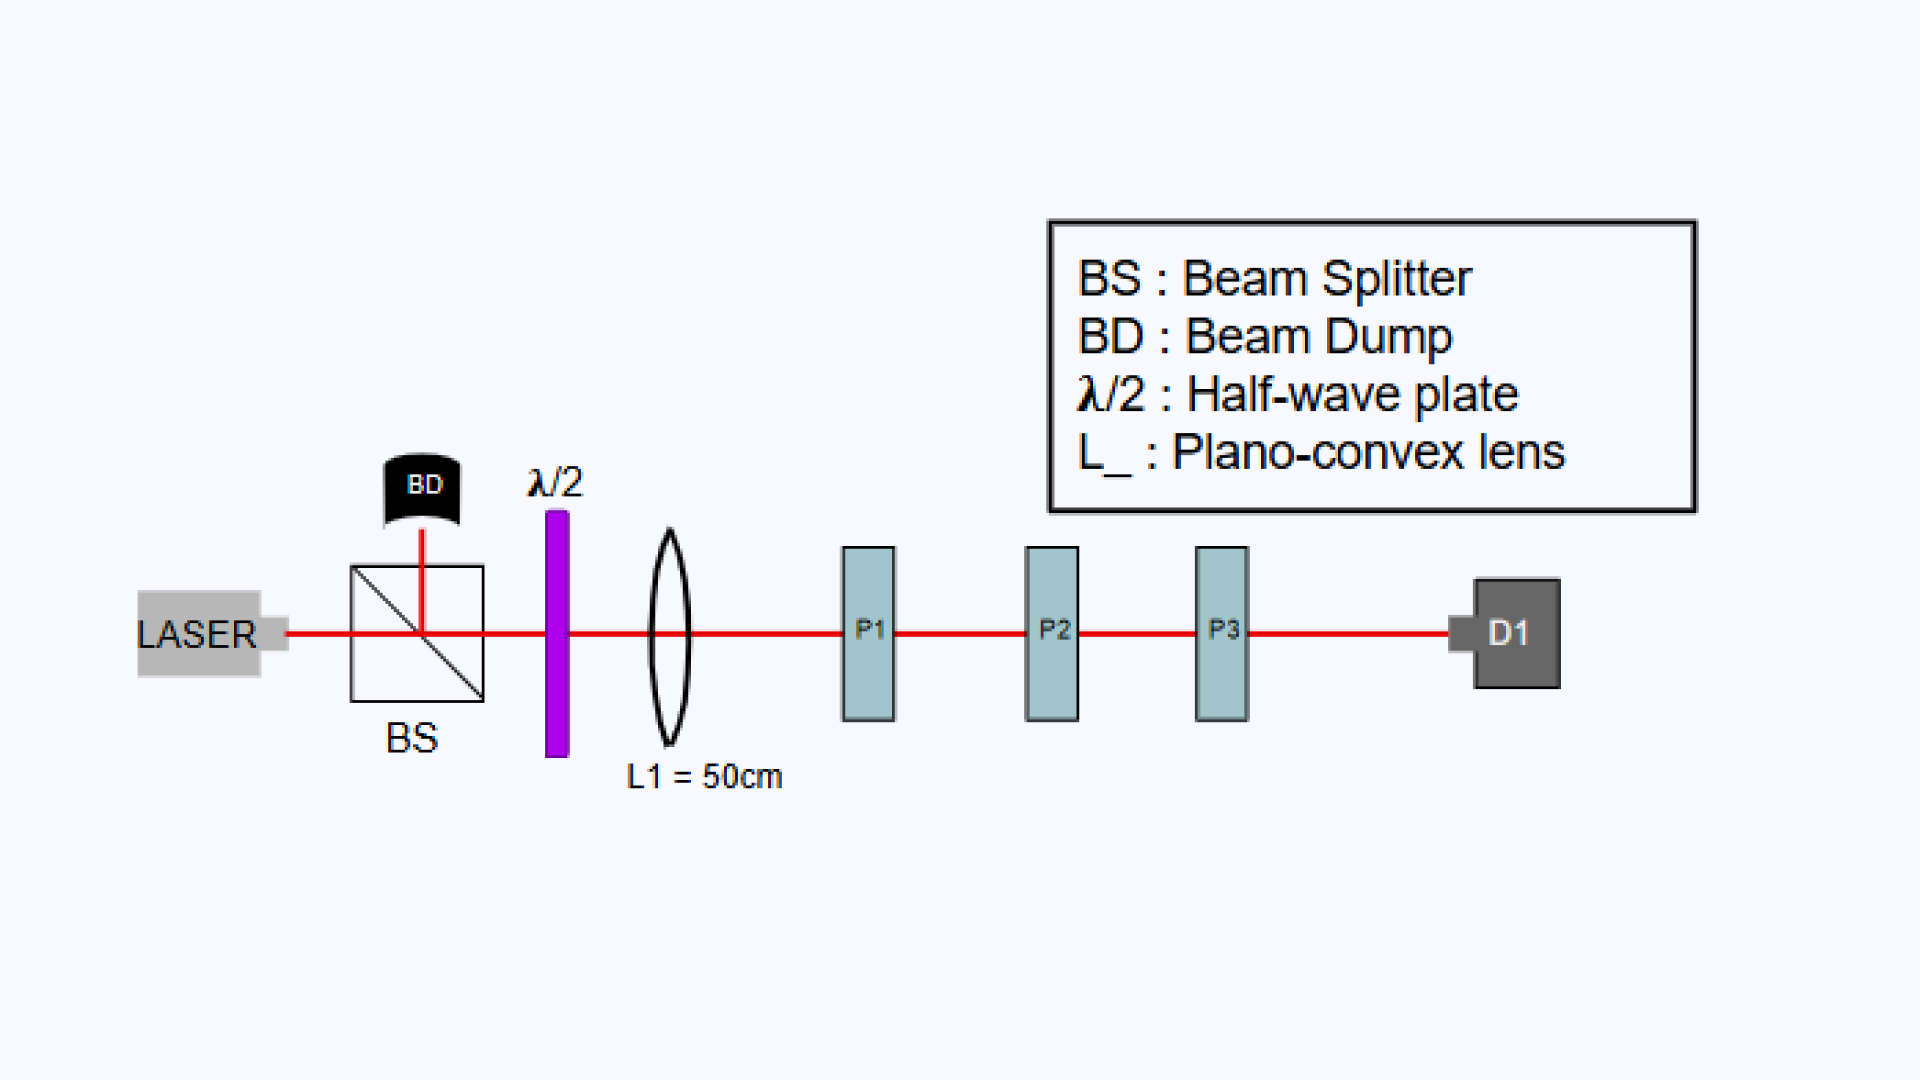 BS : Beam Splitter
BD : Beam Dump
λ/2 : Half-wave plate
L_ : Plano-convex lens
BD
λ/2
LASER
P1
P2
P3
D1
BS
L1 = 50cm